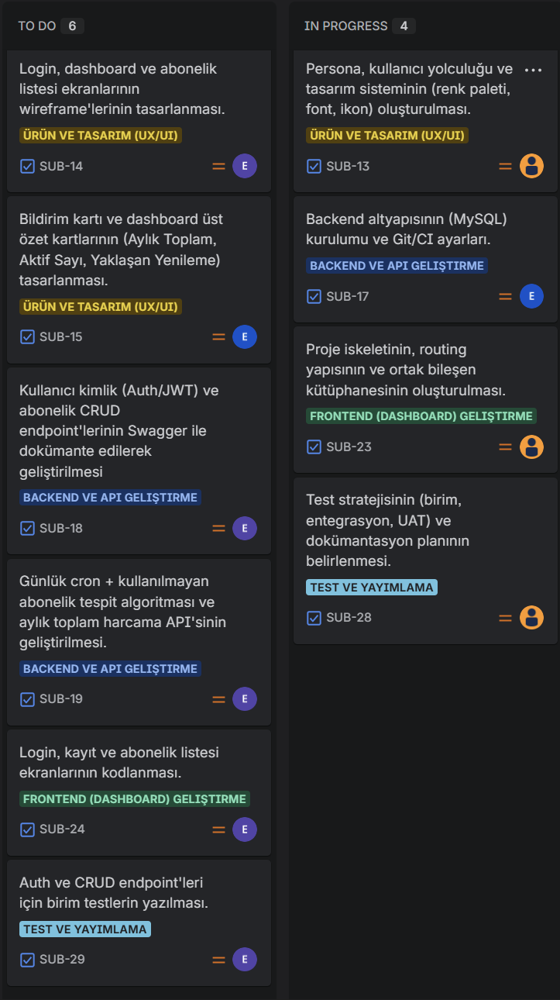 TO DO 6
Login, dashboard ve abonelik
listesi ekranlarının
wireframe'lerinin tasarlanması.
ÜRÜN VE TASARIM (UX/UI)
SUB-14 E
Bildirim kartı ve dashboard üst
özet kartlarının (Aylık Toplam,
Aktif Sayı, Yaklaşan Yenileme)
tasarlanması.
ÜRÜN VE TASARIM (UX/UI)
SUB-15 E
Kullanıcı kimlik (Auth/JWT) ve
abonelik CRUD
endpoint'lerinin Swagger ile
dokümante edilerek
geliştirilmesi
BACKEND VE API GELIŞTIRME
SUB-18 E
Günlük cron + kullanılmayan
abonelik tespit algoritması ve
aylık toplam harcama API'sinin
geliştirilmesi.
BACKEND VE API GELIŞTIRME
SUB-19 E
Login, kayıt ve abonelik listesi
ekranlarının kodlanması.
FRONTEND (DASHBOARD) GELIŞTIRME
SUB-24 E
Auth ve CRUD endpoint'leri
için birim testlerin yazılması.
TEST VE YAYIMLAMA
SUB-29 E
IN PROGRESS 4
Persona, kullanıcı yolculuğu ve
tasarım sisteminin (renk paleti,
font, ikon) oluşturulması.
ÜRÜN VE TASARIM (UX/UI)
SUB-13
Backend altyapısının (MySQL)
kurulumu ve Git/CI ayarları.
BACKEND VE API GELIŞTIRME
SUB-17 E
Proje iskeletinin, routing
yapısının ve ortak bileşen
kütüphanesinin oluşturulması.
FRONTEND (DASHBOARD) GELIŞTIRME
SUB-23
Test stratejisinin (birim,
entegrasyon, UAT) ve
dokümantasyon planının
belirlenmesi.
TEST VE YAYIMLAMA
SUB-28